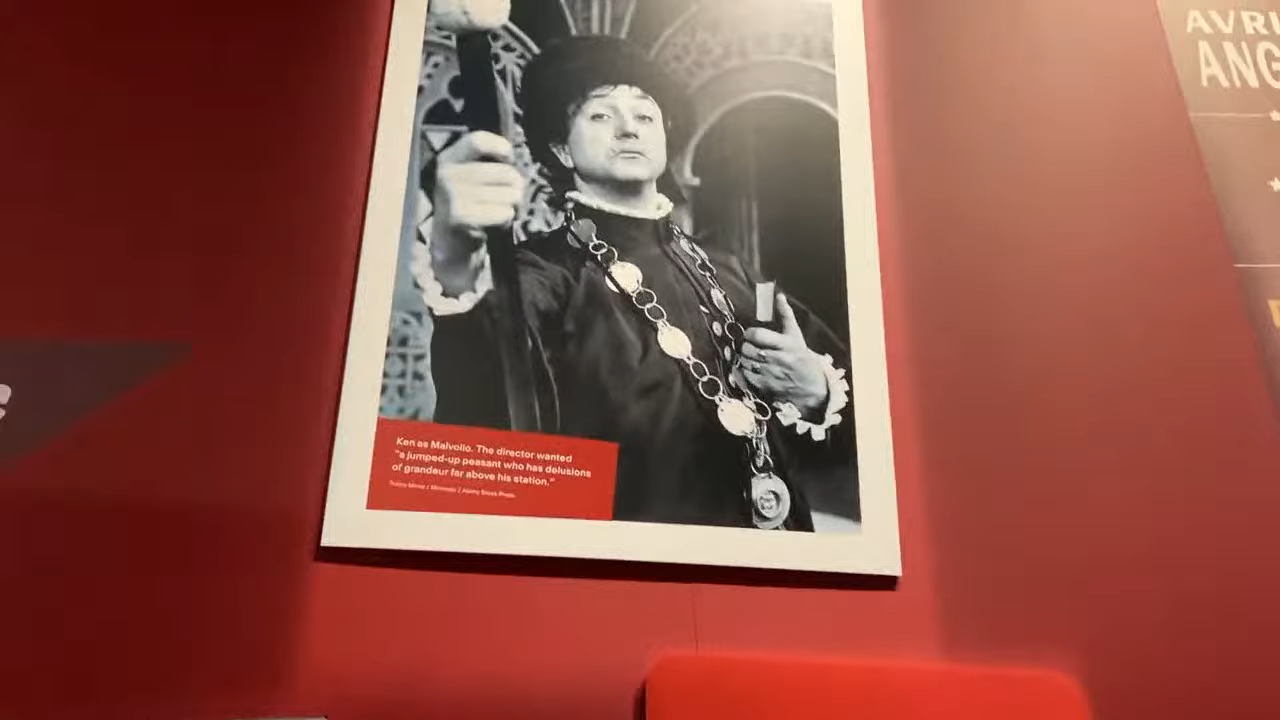 Ken as Malvolio. The director wanted
"a jumped-up peasant who has delusions
of grandeur far above his station."
AVRI
ANG